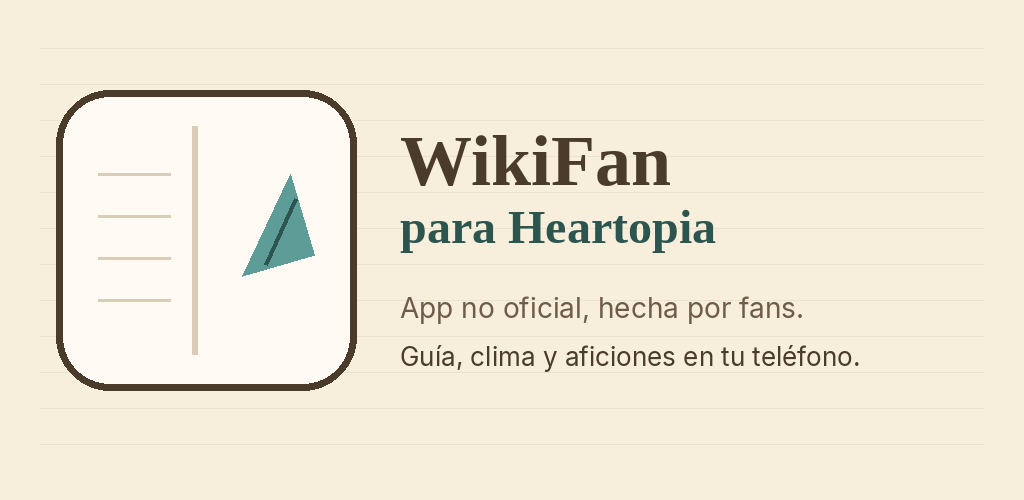 WikiFan
para Heartopia
App no oficial, hecha por fans.
Guía, clima y aficiones en tu teléfono.